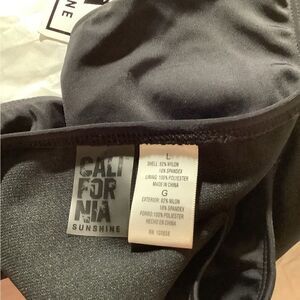 NE
CALI
FOR
NIA
SUNSHINE
L
SHELL: 82% NYLON
18% SPANDEX
LINING: 100% POLYESTER
MADE IN CHINA
G
EXTERIOR: 82% NILON
18% SPANDEX
FORRO: 100% POLYESTER
HECHO EN CHINA